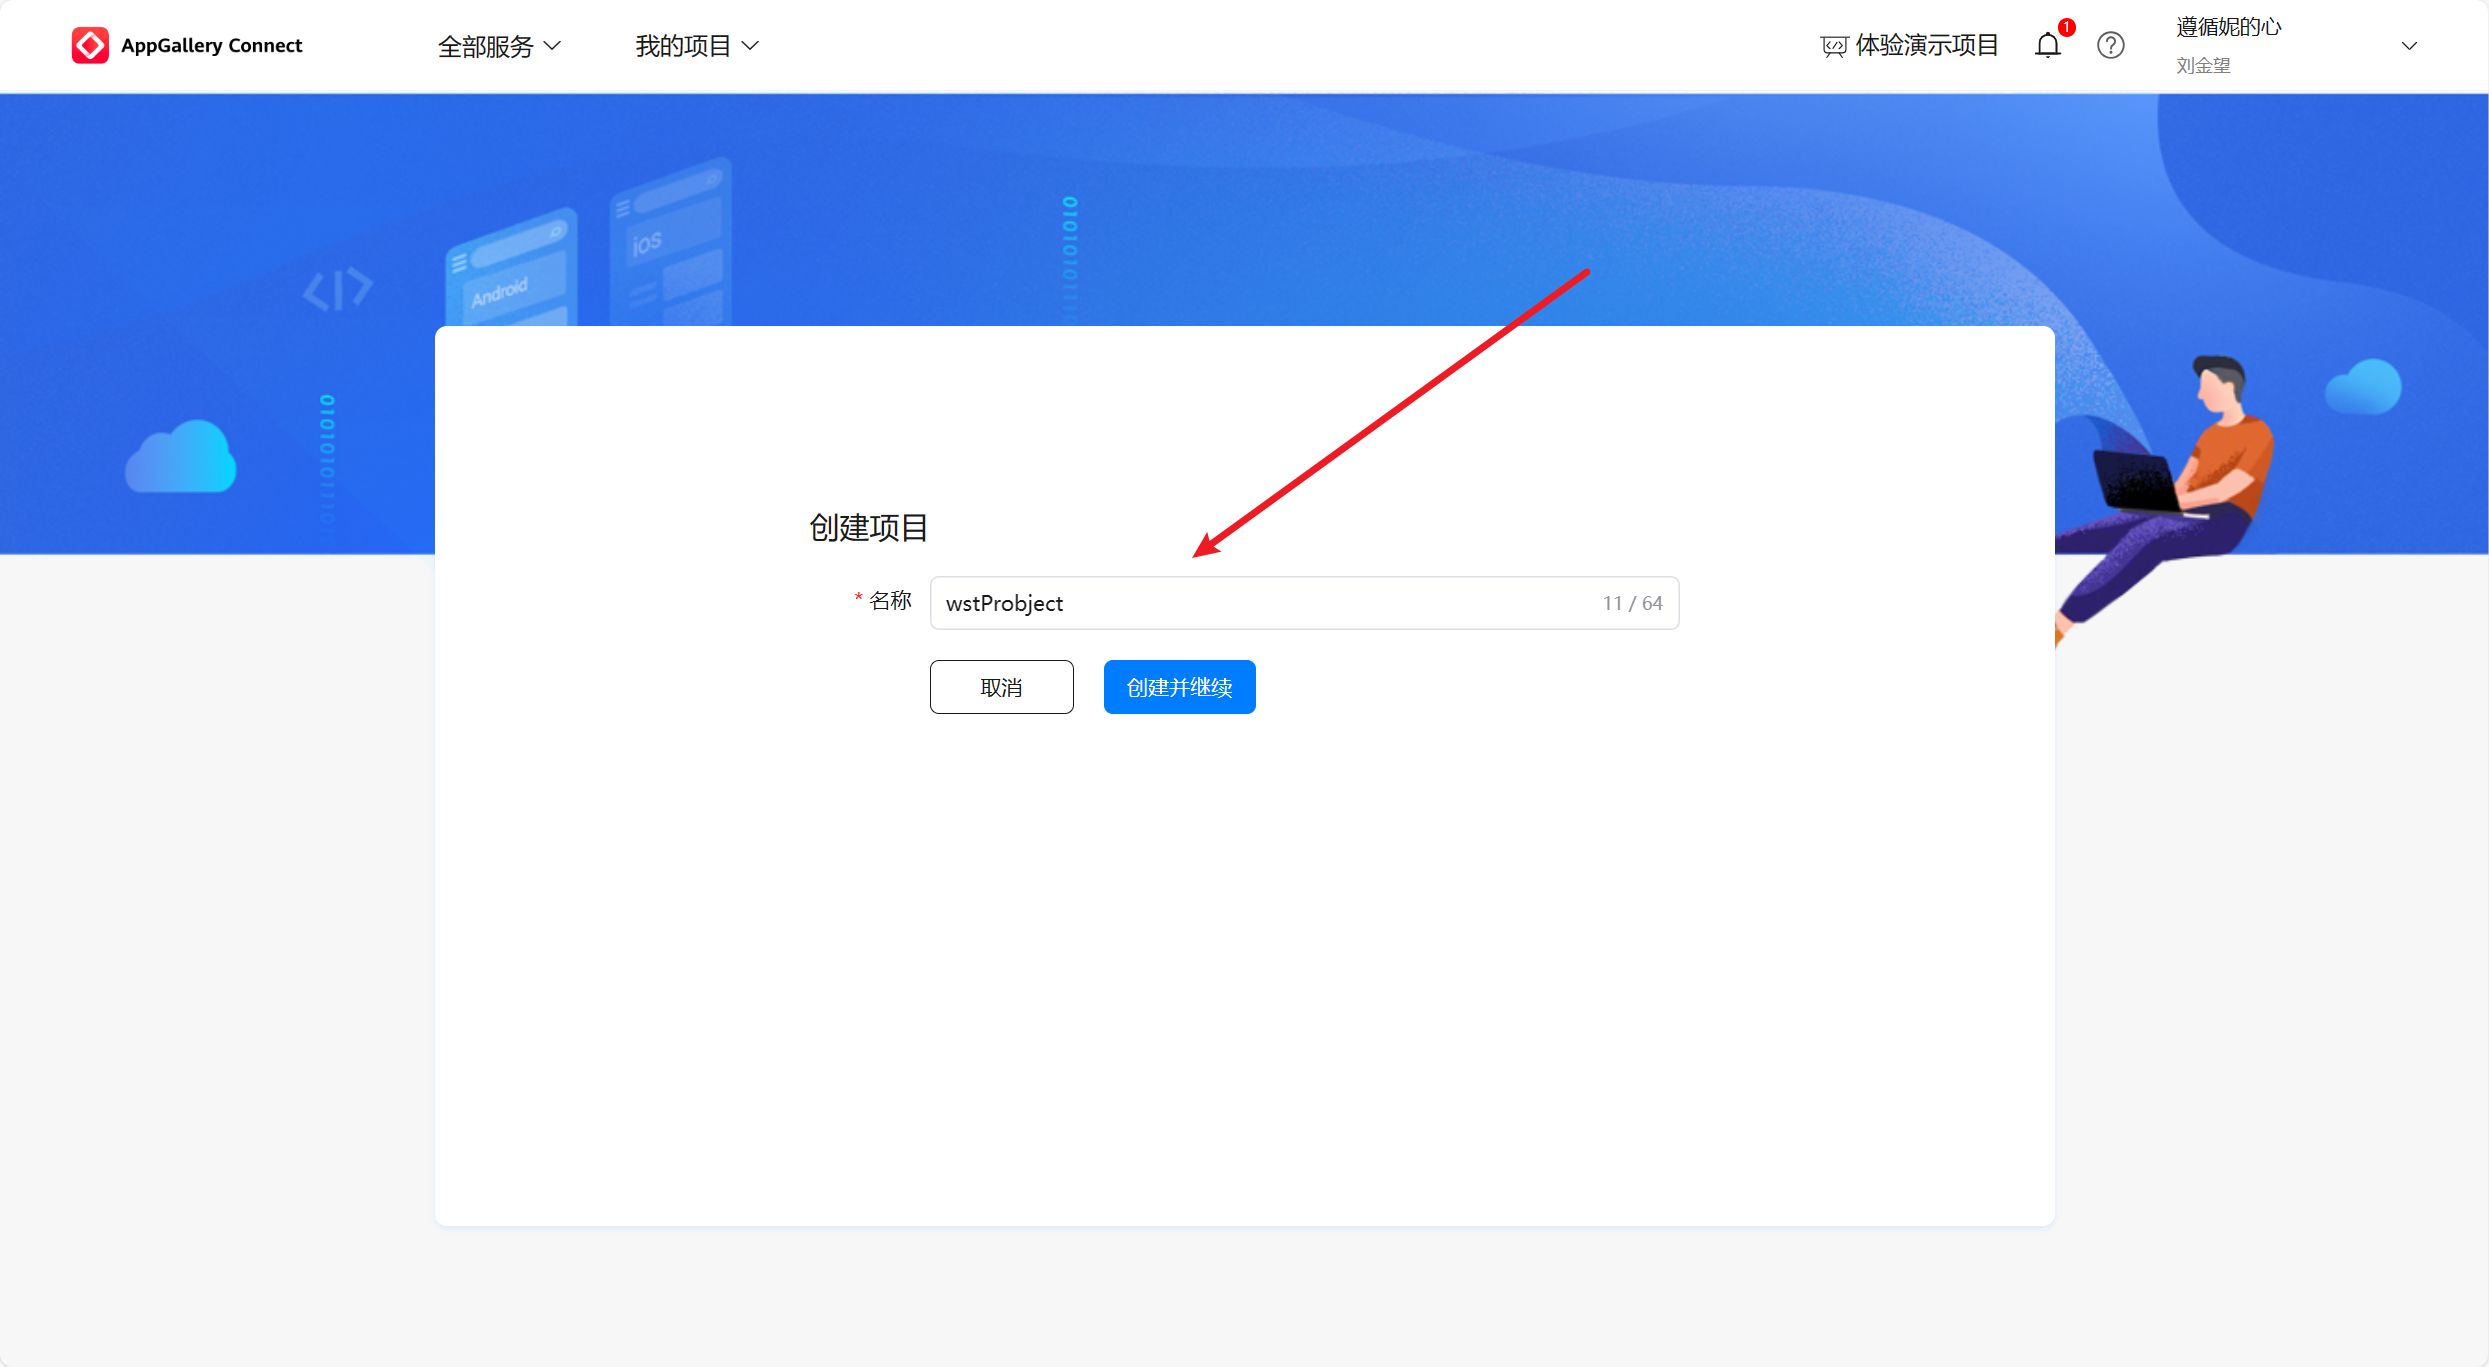 AppGallery Connect
全部服务
我的项目
体验演示项目
1
遵循妮的心
刘金望
iOS
Android
创建项目
* 名称
wstProbject
11 / 64
取消
创建并继续